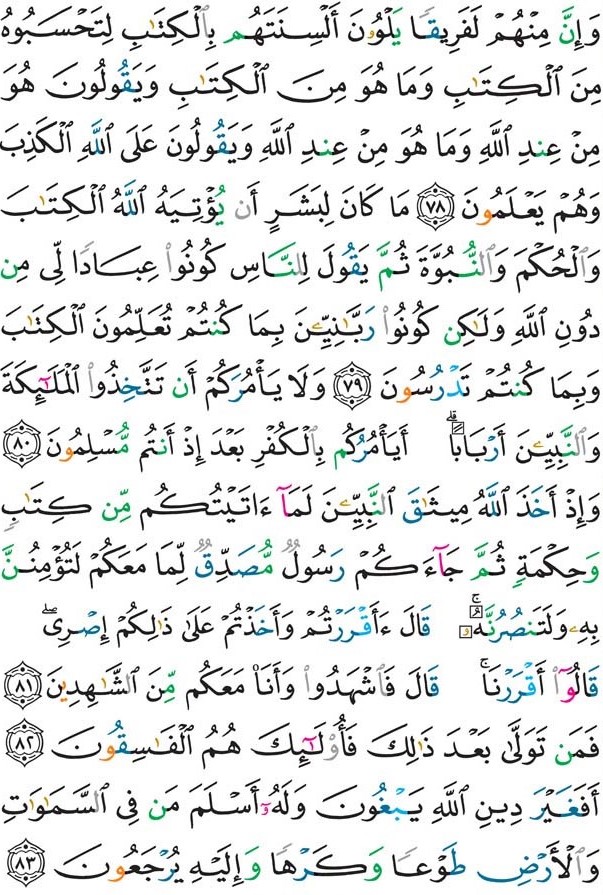 وَإِنَّ مِنْهُمْ لَفَرِيقًا يَلْوُۥنَ أَلْسِنَتَهُم بِٱلْكِتَٰبِ لِتَحْسَبُوهُ
مِنَ ٱلْكِتَٰبِ وَمَا هُوَ مِنَ ٱلْكِتَٰبِ وَيَقُولُونَ هُوَ
مِنْ عِندِ ٱللَّهِ وَمَا هُوَ مِنْ عِندِ ٱللَّهِ وَيَقُولُونَ عَلَى ٱللَّهِ ٱلْكَذِبَ
وَهُمْ يَعْلَمُونَ ٧٨ مَا كَانَ لِبَشَرٍ أَن يُؤْتِيَهُ ٱللَّهُ ٱلْكِتَٰبَ
وَٱلْحُكْمَ وَٱلنُّبُوَّةَ ثُمَّ يَقُولَ لِلنَّاسِ كُونُوا۟ عِبَادًا لِّى مِن
دُونِ ٱللَّهِ وَلَٰكِن كُونُوا۟ رَبَّٰنِيِّۦنَ بِمَا كُنتُمْ تُعَلِّمُونَ ٱلْكِتَٰبَ
وَبِمَا كُنتُمْ تَدْرُسُونَ ٧٩ وَلَا يَأْمُرَكُمْ أَن تَتَّخِذُوا۟ ٱلْمَلَٰٓئِكَةَ
وَٱلنَّبِيِّۦنَ أَرْبَابًا ۗ أَيَأْمُرُكُم بِٱلْكُفْرِ بَعْدَ إِذْ أَنتُم مُّسْلِمُونَ ٨٠
وَإِذْ أَخَذَ ٱللَّهُ مِيثَٰقَ ٱلنَّبِيِّۦنَ لَمَآ ءَاتَيْتُكُم مِّن كِتَٰبٍ
وَحِكْمَةٍ ثُمَّ جَآءَكُمْ رَسُولٌ مُّصَدِّقٌ لِّمَا مَعَكُمْ لَتُؤْمِنُنَّ
بِهِۦ وَلَتَنصُرُنَّهُۥ ۚ قَالَ ءَأَقْرَرْتُمْ وَأَخَذْتُمْ عَلَىٰ ذَٰلِكُمْ إِصْرِى ۖ
قَالُوٓا۟ أَقْرَرْنَا ۚ قَالَ فَٱشْهَدُوا۟ وَأَنَا۠ مَعَكُم مِّنَ ٱلشَّٰهِدِينَ ٨١
فَمَن تَوَلَّىٰ بَعْدَ ذَٰلِكَ فَأُو۟لَٰٓئِكَ هُمُ ٱلْفَٰسِقُونَ ٨٢
أَفَغَيْرَ دِينِ ٱللَّهِ يَبْغُونَ وَلَهُۥٓ أَسْلَمَ مَن فِى ٱلسَّمَٰوَٰتِ
وَٱلْأَرْضِ طَوْعًا وَكَرْهًا وَإِلَيْهِ يُرْجَعُونَ ٨٣